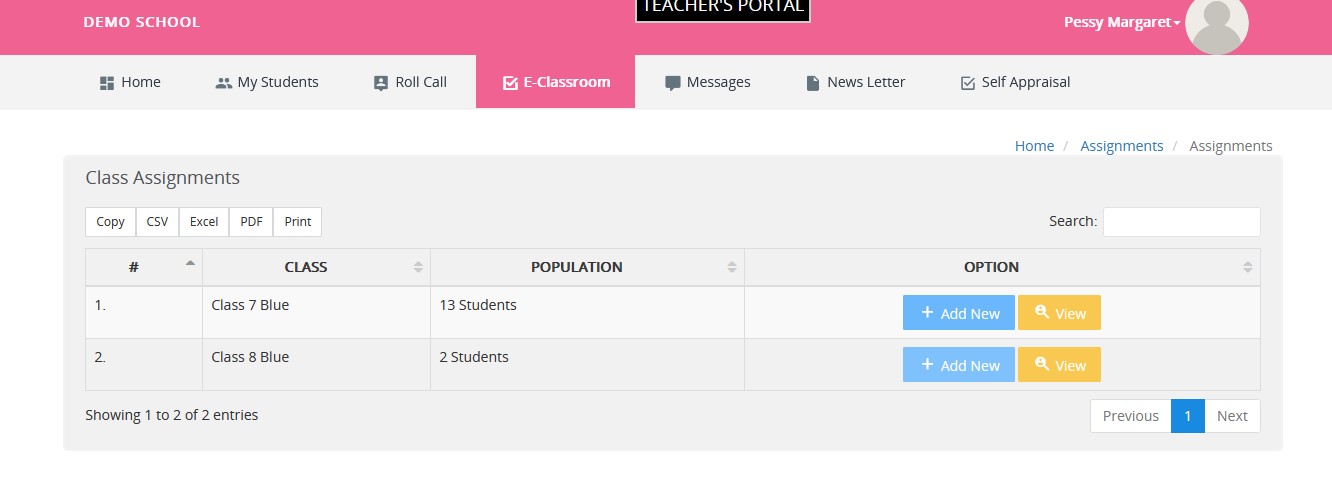 TEACHER'S PORTAL
DEMO SCHOOL
Pessy Margaret
Home
My Students
Roll Call
E-Classroom
Messages
News Letter
Self Appraisal
Home / Assignments / Assignments
Class Assignments
Copy CSV Excel PDF Print
Search:
# CLASS POPULATION OPTION
1. Class 7 Blue 13 Students + Add New View
2. Class 8 Blue 2 Students + Add New View
Showing 1 to 2 of 2 entries
Previous 1 Next